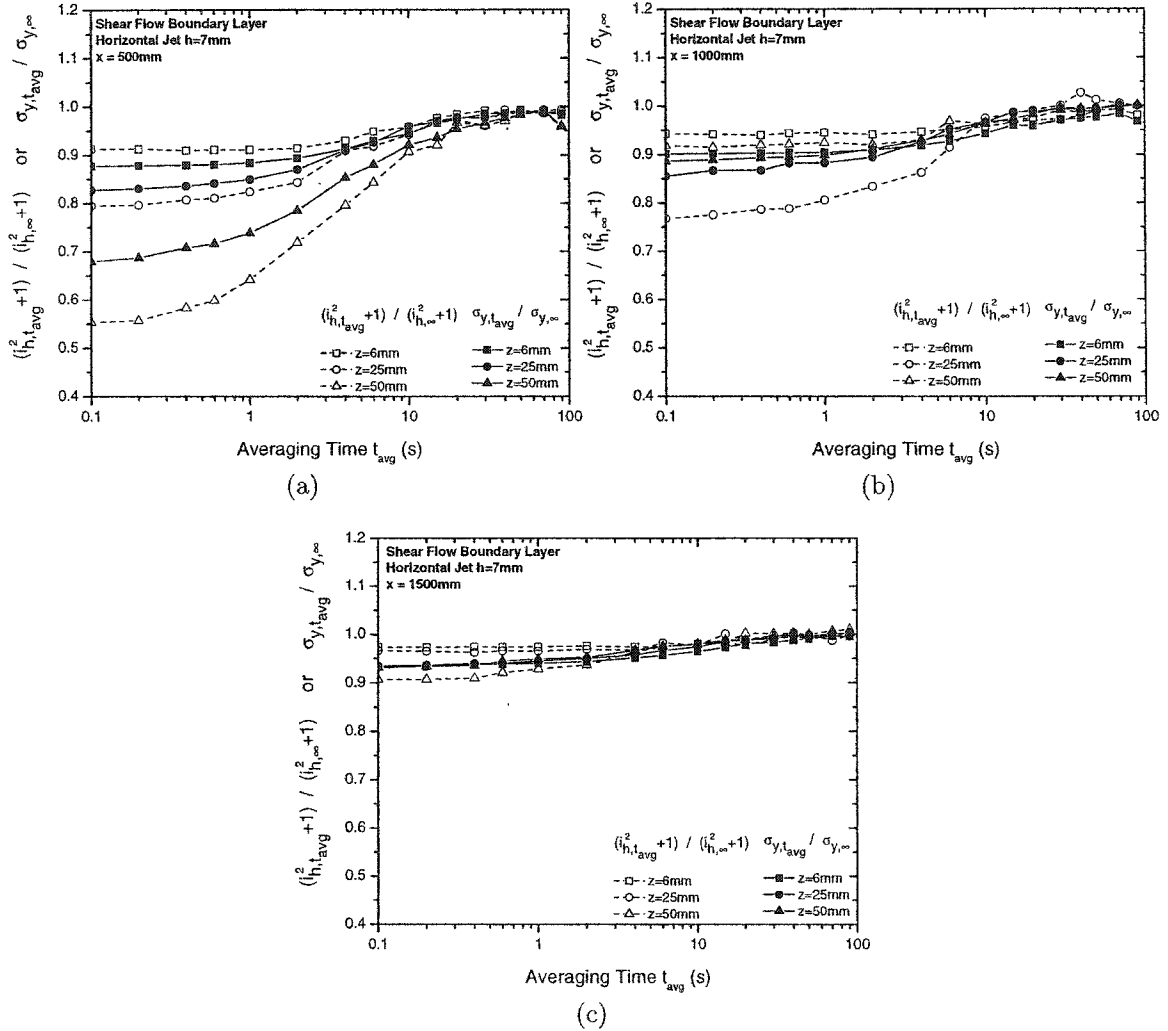 Shear Flow Boundary Layer
Horizontal Jet h=7mm
x = 500mm
(i²h,tavg+1) / (i²h,∞+1) or σy,tavg / σy,∞
1.2
1.1
1.0
0.9
0.8
0.7
0.6
0.5
0.4
(i²h,tavg+1) / (i²h,∞+1) σy,tavg / σy,∞
z=6mm z=6mm
z=25mm z=25mm
z=50mm z=50mm
0.1 1 10 100
Averaging Time tavg (s)
(a)
Shear Flow Boundary Layer
Horizontal Jet h=7mm
x = 1000mm
(i²h,tavg+1) / (i²h,∞+1) or σy,tavg / σy,∞
1.2
1.1
1.0
0.9
0.8
0.7
0.6
0.5
0.4
(i²h,tavg+1) / (i²h,∞+1) σy,tavg / σy,∞
z=6mm z=6mm
z=25mm z=25mm
z=50mm z=50mm
0.1 1 10 100
Averaging Time tavg (s)
(b)
Shear Flow Boundary Layer
Horizontal Jet h=7mm
x = 1500mm
(i²h,tavg+1) / (i²h,∞+1) or σy,tavg / σy,∞
1.2
1.1
1.0
0.9
0.8
0.7
0.6
0.5
0.4
(i²h,tavg+1) / (i²h,∞+1) σy,tavg / σy,∞
z=6mm z=6mm
z=25mm z=25mm
z=50mm z=50mm
0.1 1 10 100
Averaging Time tavg (s)
(c)